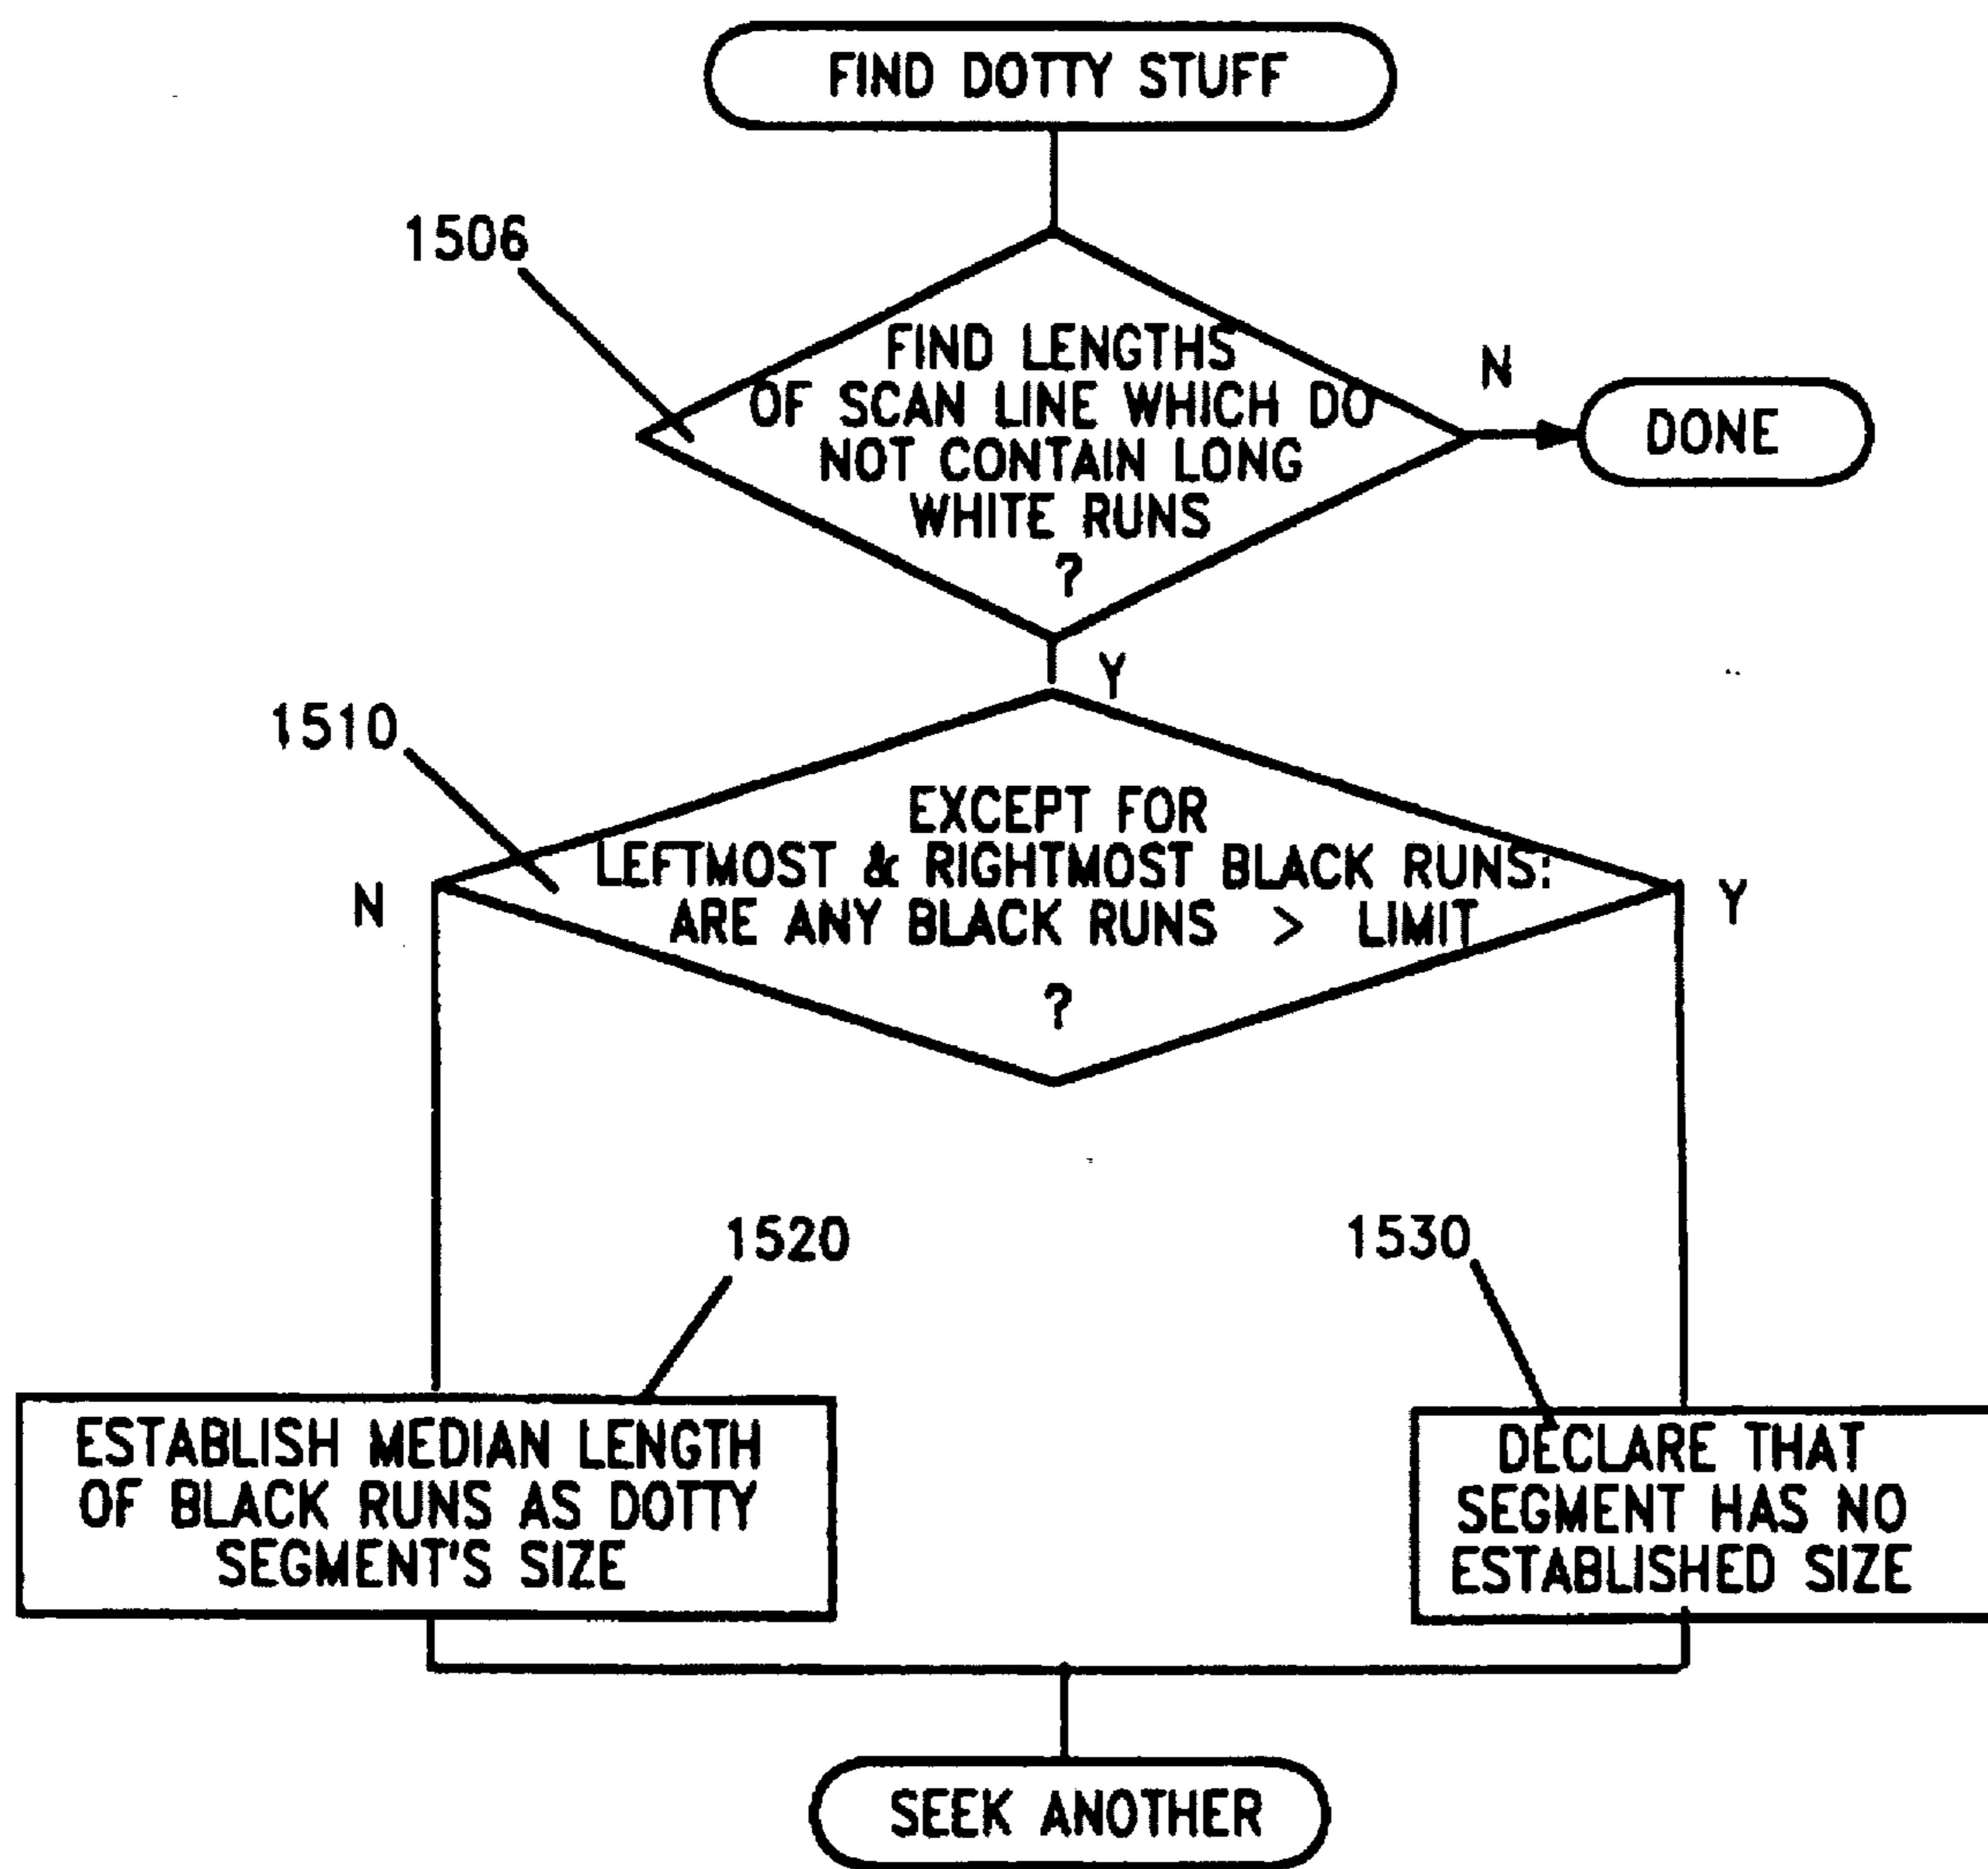 FIND DOTTY STUFF
1506
FIND LENGTHS
OF SCAN LINE WHICH DO
NOT CONTAIN LONG
WHITE RUNS
?
N
DONE
Y
1510
EXCEPT FOR
LEFTMOST & RIGHTMOST BLACK RUNS:
ARE ANY BLACK RUNS > LIMIT
?
N
Y
1520
1530
ESTABLISH MEDIAN LENGTH
OF BLACK RUNS AS DOTTY
SEGMENT'S SIZE
DECLARE THAT
SEGMENT HAS NO
ESTABLISHED SIZE
SEEK ANOTHER